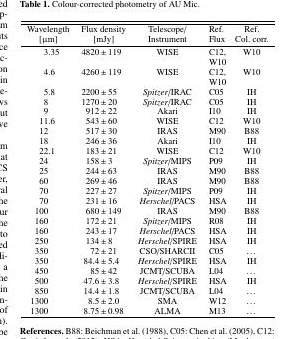 Table 1. Colour-corrected photometry of AU Mic.
Wavelength Flux density Telescope/ Ref. Ref.
[µm] [mJy] Instrument Flux Col. corr.
3.35 4820 ± 119 WISE C12, W10
W10
4.6 4260 ± 119 WISE C12, W10
W10
5.8 2200 ± 55 Spitzer/IRAC C05 IH
8 1270 ± 20 Spitzer/IRAC C05 IH
9 912 ± 22 Akari I10 IH
11.6 543 ± 60 WISE C12 W10
12 517 ± 30 IRAS M90 B88
18 246 ± 36 Akari I10 IH
22.1 183 ± 21 WISE C12 W10
24 158 ± 3 Spitzer/MIPS P09 IH
25 244 ± 63 IRAS M90 B88
60 269 ± 46 IRAS M90 B88
70 227 ± 27 Spitzer/MIPS P09 IH
70 231 ± 16 Herschel/PACS HSA IH
100 680 ± 149 IRAS M90 B88
160 172 ± 21 Spitzer/MIPS R08 IH
160 243 ± 17 Herschel/PACS HSA IH
250 134 ± 8 Herschel/SPIRE HSA IH
350 72 ± 21 CSO/SHARCII C05 ...
350 84.4 ± 5.4 Herschel/SPIRE HSA IH
450 85 ± 42 JCMT/SCUBA L04 ...
500 47.6 ± 3.8 Herschel/SPIRE HSA IH
850 14.4 ± 1.8 JCMT/SCUBA L04 ...
1300 8.5 ± 2.0 SMA W12 ...
1300 8.75 ± 0.98 ALMA M13 ...
References. B88: Beichman et al. (1988), C05: Chen et al. (2005), C12: